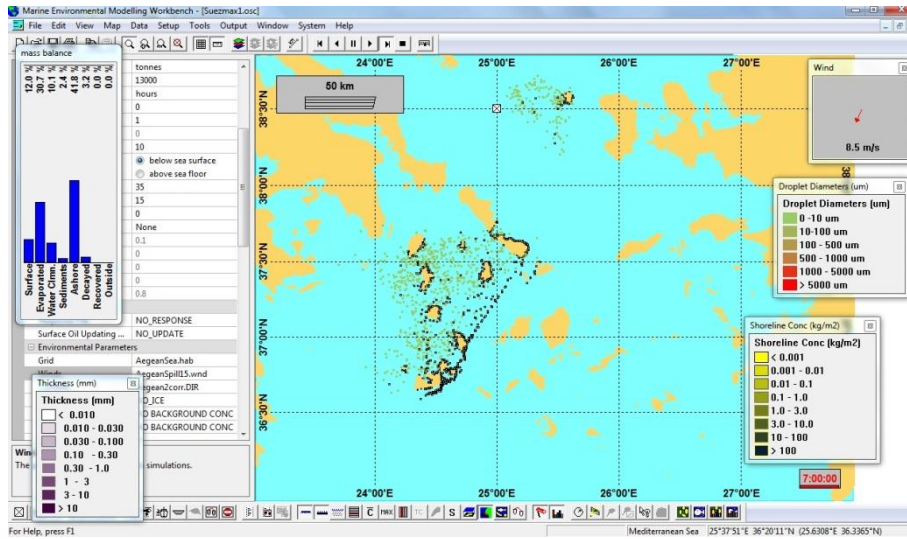 Marine Environmental Modelling Workbench - [Suezmax1.osc]
File Edit View Map Data Setup Tools Output Window System Help
mass balance
12.0 %
30.7 %
10.1 %
2.4 %
41.8 %
3.2 %
0.0 %
0.0 %
Surface
Evaporated
Water Clmn.
Sediments
Ashore
Decayed
Recovered
Outside
tonnes
13000
hours
0
1
0
10
below sea surface
above sea floor
35
15
0
None
0.1
0
0
0
0.8
NO_RESPONSE
Surface Oil Updating ... NO_UPDATE
Environmental Parameters
Grid AegeanSea.hab
AegeanSpill15.wnd
Aegean2corr.DIR
NO_ICE
NO BACKGROUND CONC
NO BACKGROUND CONC
simulations.
Thickness (mm)
Thickness (mm)
< 0.010
0.010 - 0.030
0.030 - 0.100
0.10 - 0.30
0.30 - 1.0
1 - 3
3 - 10
> 10
24°00'E 25°00'E 26°00'E 27°00'E
50 km
38°30'N
38°00'N
37°30'N
37°00'N
36°30'N
24°00'E 25°00'E 26°00'E 27°00'E
Wind
8.5 m/s
Droplet Diameters (um)
Droplet Diameters (um)
0 -10 um
10-100 um
100 - 500 um
500 - 1000 um
1000 - 5000 um
> 5000 um
Shoreline Conc (kg/m2)
Shoreline Conc (kg/m2)
< 0.001
0.001 - 0.01
0.01 - 0.1
0.1 - 1.0
1.0 - 3.0
3.0 - 10.0
10 - 100
> 100
7:00:00
For Help, press F1
Mediterranean Sea 25°37'51"E 36°20'11"N (25.6308°E 36.3365°N)